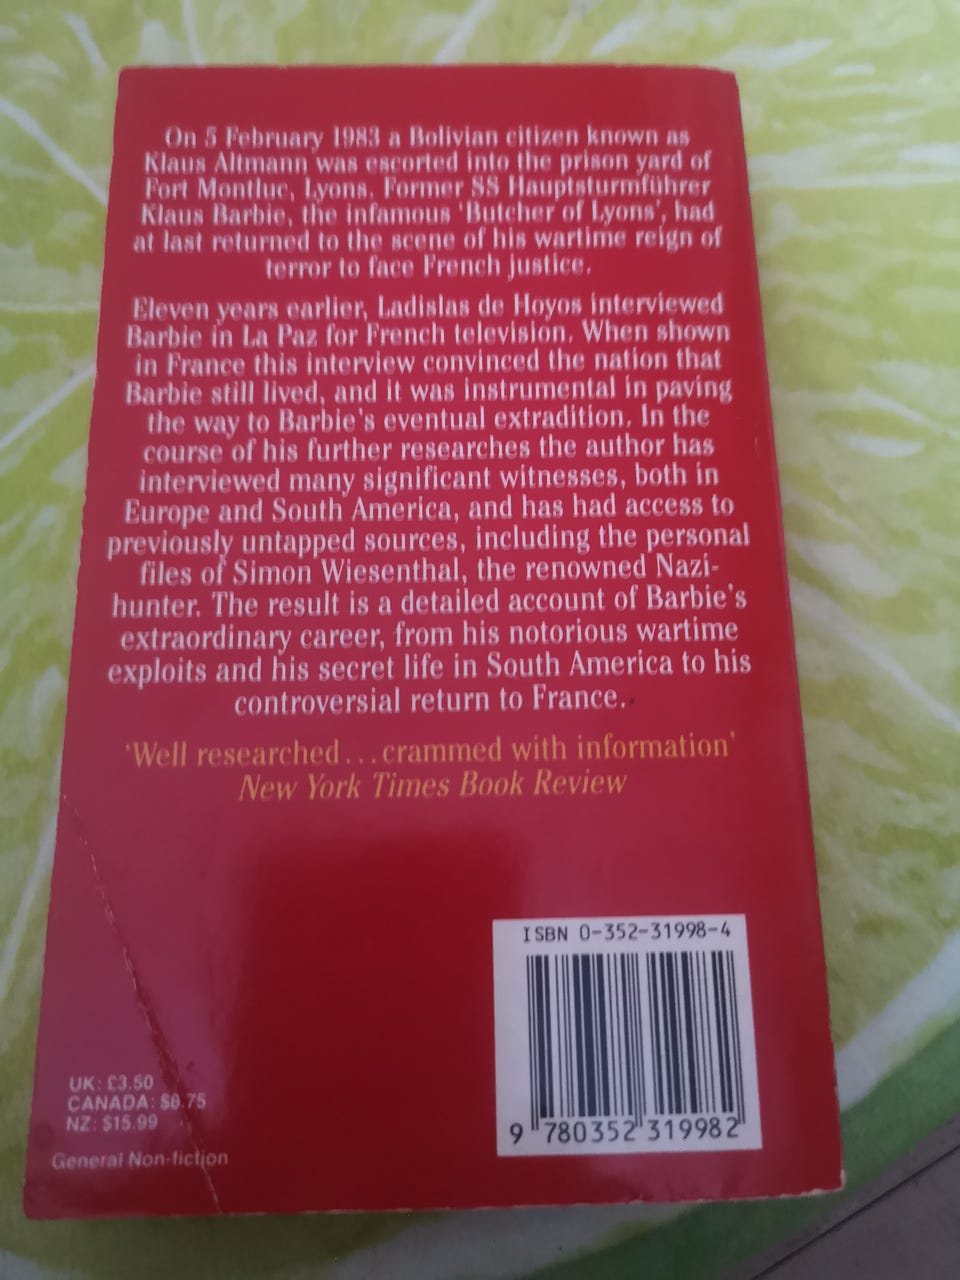 On 5 February 1983 a Bolivian citizen known as
Klaus Altmann was escorted into the prison yard of
Fort Montluc, Lyons. Former SS Hauptsturmführer
Klaus Barbie, the infamous 'Butcher of Lyons', had
at last returned to the scene of his wartime reign of
terror to face French justice.
Eleven years earlier, Ladislas de Hoyos interviewed
Barbie in La Paz for French television. When shown
in France this interview convinced the nation that
Barbie still lived, and it was instrumental in paving
the way to Barbie's eventual extradition. In the
course of his further researches the author has
interviewed many significant witnesses, both in
Europe and South America, and has had access to
previously untapped sources, including the personal
files of Simon Wiesenthal, the renowned Nazi-
hunter. The result is a detailed account of Barbie's
extraordinary career, from his notorious wartime
exploits and his secret life in South America to his
controversial return to France.
'Well researched...crammed with information'
New York Times Book Review
ISBN 0-352-31998-4
9 780352 319982
UK: £3.50
CANADA: $8.75
NZ: $15.99
General Non-fiction